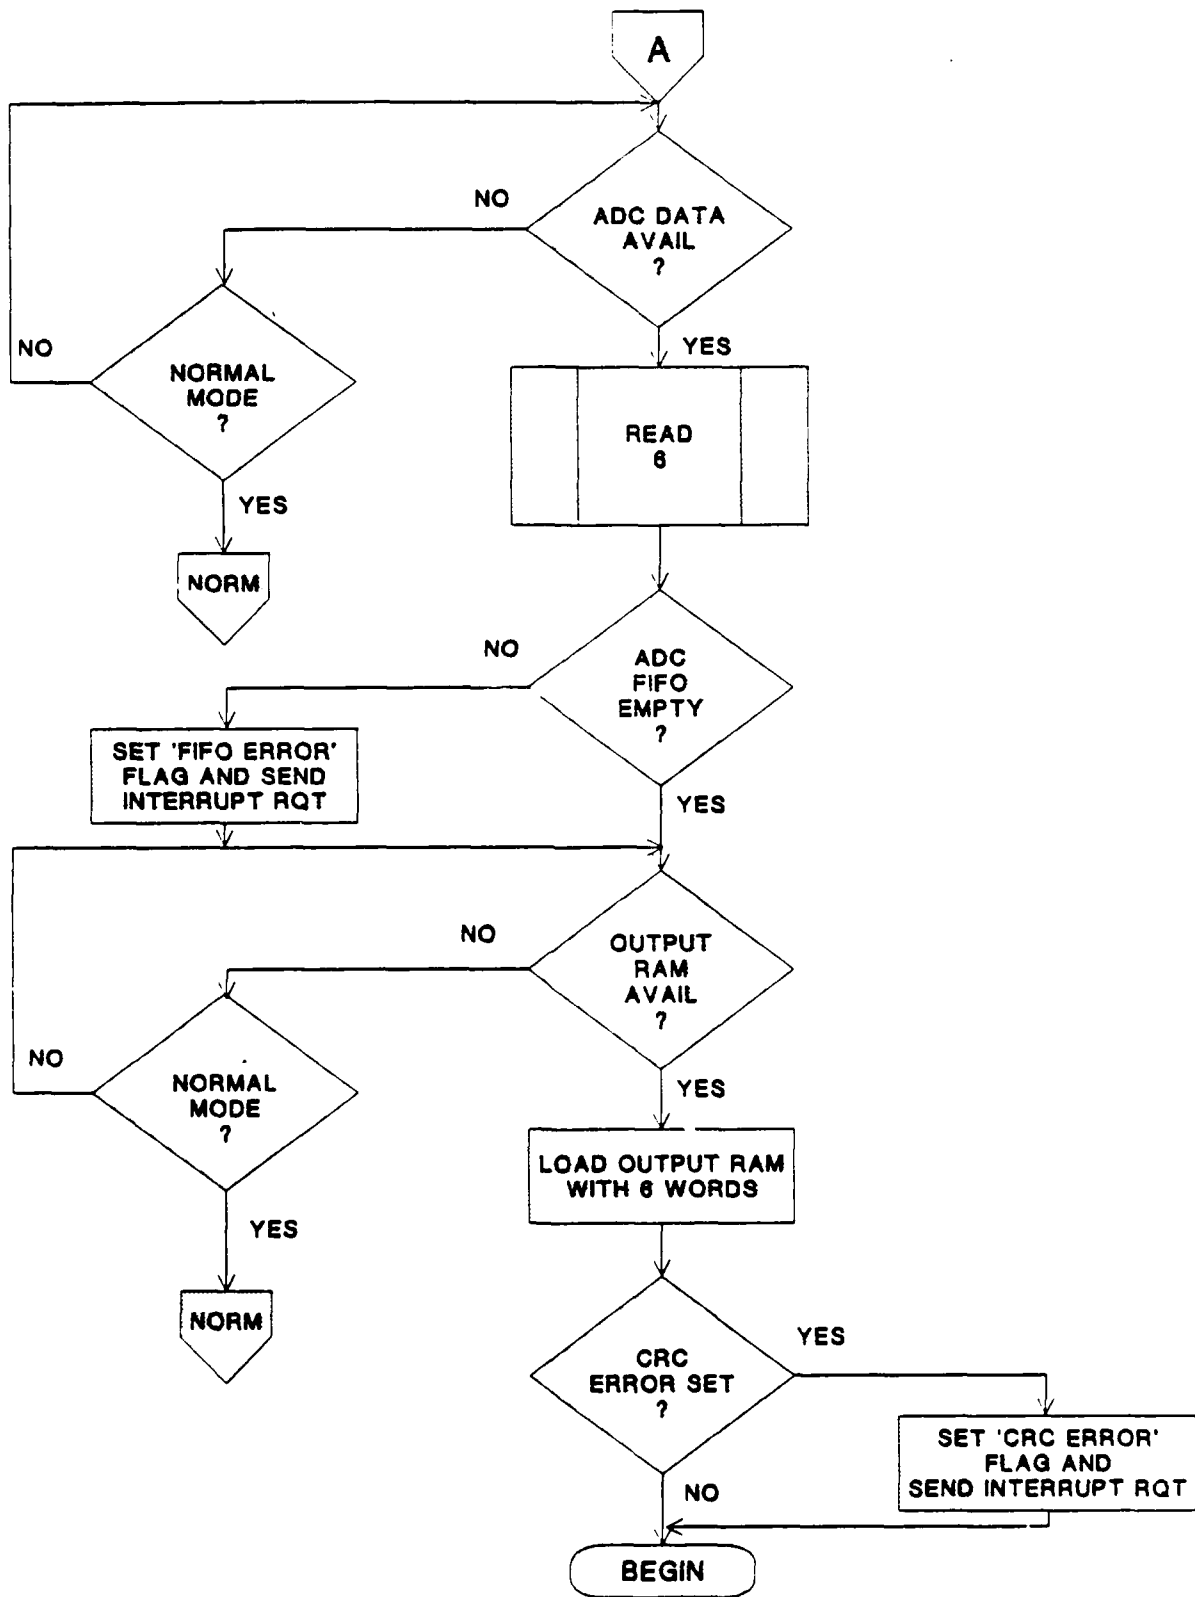 A
NO
ADC DATA
AVAIL
?
NO
YES
NORMAL
MODE
?
READ
6
YES
NORM
NO
ADC
FIFO
EMPTY
?
SET 'FIFO ERROR'
FLAG AND SEND
INTERRUPT RQT
YES
NO
OUTPUT
RAM
AVAIL
?
NO
NORMAL
MODE
?
YES
LOAD OUTPUT RAM
WITH 6 WORDS
YES
NORM
YES
CRC
ERROR SET
?
SET 'CRC ERROR'
FLAG AND
SEND INTERRUPT RQT
NO
BEGIN